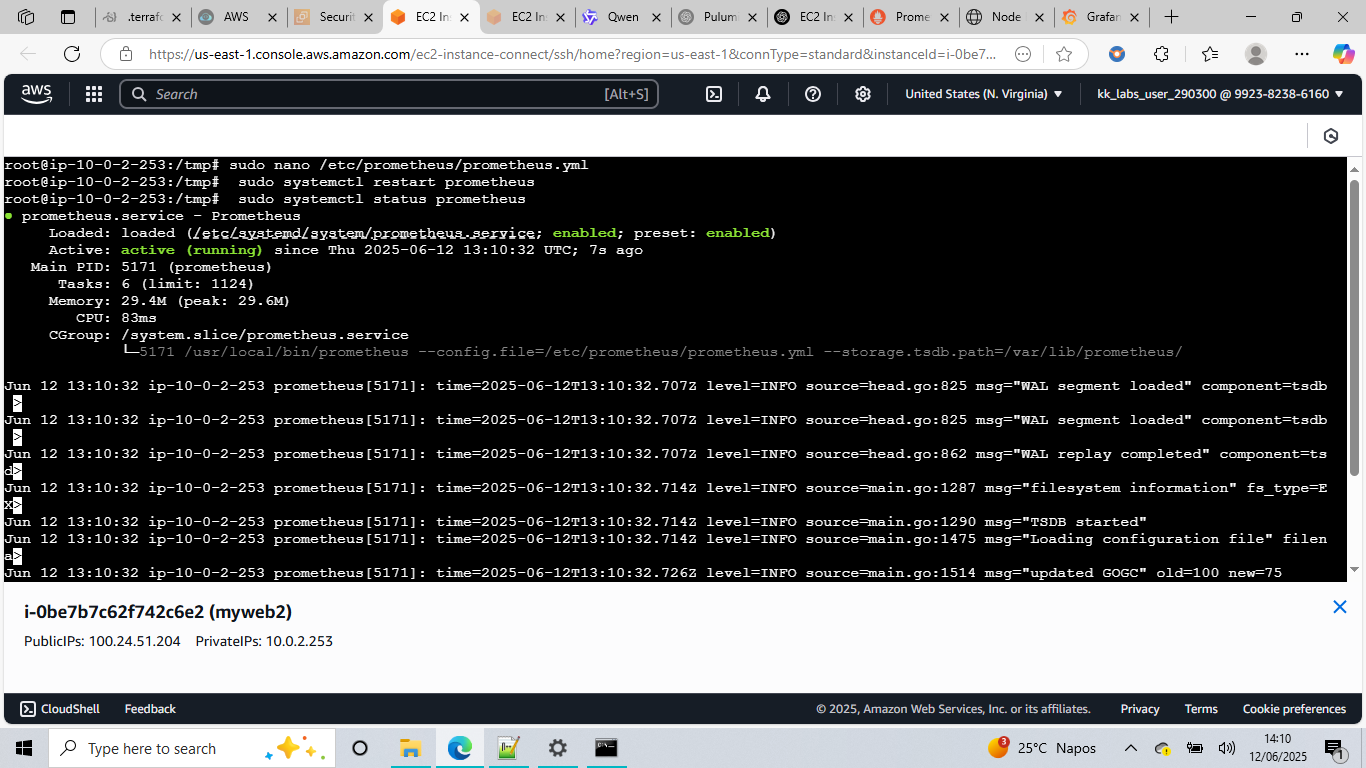 .terrafo
AWS
Securit
EC2 Ins
EC2 Ins
Qwen
Pulum
EC2 Ins
Prome
Node
Grafan
https://us-east-1.console.aws.amazon.com/ec2-instance-connect/ssh/home?region=us-east-1&connType=standard&instanceId=i-0be7...
aws
Search
[Alt+S]
United States (N. Virginia)
kk_labs_user_290300 @ 9923-8238-6160
root@ip-10-0-2-253:/tmp# sudo nano /etc/prometheus/prometheus.yml
root@ip-10-0-2-253:/tmp#  sudo systemctl restart prometheus
root@ip-10-0-2-253:/tmp#  sudo systemctl status prometheus
● prometheus.service - Prometheus
Loaded: loaded (/etc/systemd/system/prometheus.service; enabled; preset: enabled)
Active: active (running) since Thu 2025-06-12 13:10:32 UTC; 7s ago
Main PID: 5171 (prometheus)
Tasks: 6 (limit: 1124)
Memory: 29.4M (peak: 29.6M)
CPU: 83ms
CGroup: /system.slice/prometheus.service
└─5171 /usr/local/bin/prometheus --config.file=/etc/prometheus/prometheus.yml --storage.tsdb.path=/var/lib/prometheus/
Jun 12 13:10:32 ip-10-0-2-253 prometheus[5171]: time=2025-06-12T13:10:32.707Z level=INFO source=head.go:825 msg="WAL segment loaded" component=tsdb
>
Jun 12 13:10:32 ip-10-0-2-253 prometheus[5171]: time=2025-06-12T13:10:32.707Z level=INFO source=head.go:825 msg="WAL segment loaded" component=tsdb
>
Jun 12 13:10:32 ip-10-0-2-253 prometheus[5171]: time=2025-06-12T13:10:32.707Z level=INFO source=head.go:862 msg="WAL replay completed" component=ts
d>
Jun 12 13:10:32 ip-10-0-2-253 prometheus[5171]: time=2025-06-12T13:10:32.714Z level=INFO source=main.go:1287 msg="filesystem information" fs_type=E
X>
Jun 12 13:10:32 ip-10-0-2-253 prometheus[5171]: time=2025-06-12T13:10:32.714Z level=INFO source=main.go:1290 msg="TSDB started"
Jun 12 13:10:32 ip-10-0-2-253 prometheus[5171]: time=2025-06-12T13:10:32.714Z level=INFO source=main.go:1475 msg="Loading configuration file" filen
a>
Jun 12 13:10:32 ip-10-0-2-253 prometheus[5171]: time=2025-06-12T13:10:32.726Z level=INFO source=main.go:1514 msg="updated GOGC" old=100 new=75
i-0be7b7c62f742c6e2 (myweb2)
PublicIPs: 100.24.51.204 PrivateIPs: 10.0.2.253
CloudShell
Feedback
© 2025, Amazon Web Services, Inc. or its affiliates.
Privacy
Terms
Cookie preferences
Type here to search
3
25°C Napos
14:10
12/06/2025
1